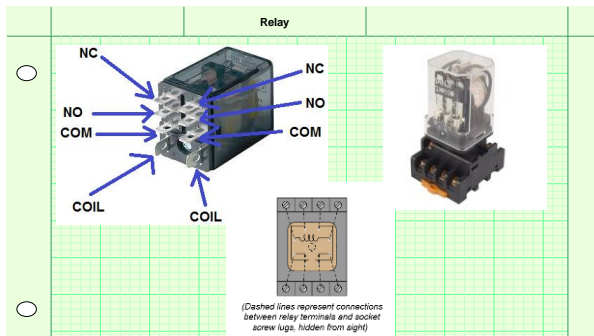 Relay
NC
NC
NO
NO
COM
COM
COIL
COIL
(Dashed lines represent connections
between relay terminals and socket
screw lugs, hidden from sight)